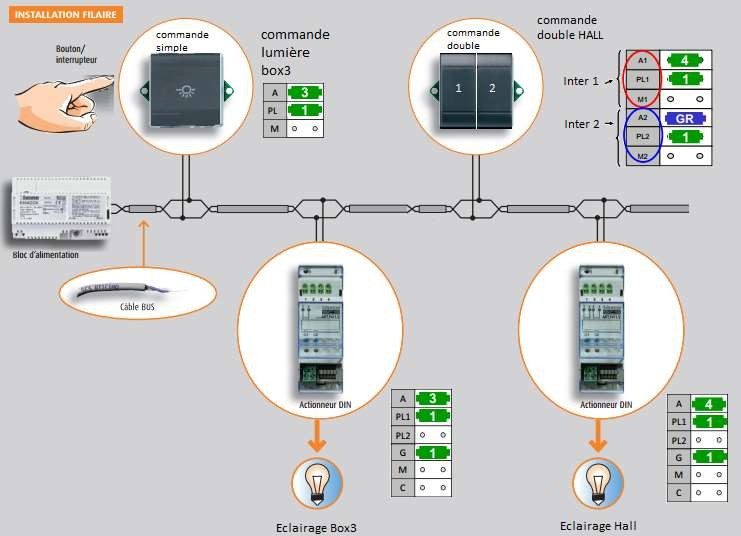 INSTALLATION FILAIRE
Bouton/
interrupteur
commande
simple
commande
lumière
box3
A 3
PL 1
M
commande
double
1 2
commande
double HALL
Inter 1
Inter 2
A1 4
PL1 1
M1
A2 GR
PL2 1
M2
Bloc d'alimentation
Câble BUS
Actionneur DIN
A 3
PL1 1
PL2
G 1
M
C
Eclairage Box3
Actionneur DIN
A 4
PL1 1
PL2
G 1
M
C
Eclairage Hall